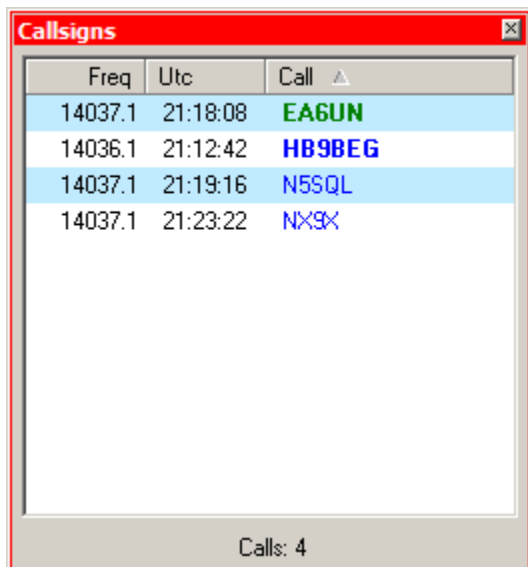 Callsigns
Freq Utc Call
14037.1 21:18:08 EA6UN
14036.1 21:12:42 HB9BEG
14037.1 21:19:16 N5SQL
14037.1 21:23:22 NX9X
Calls: 4